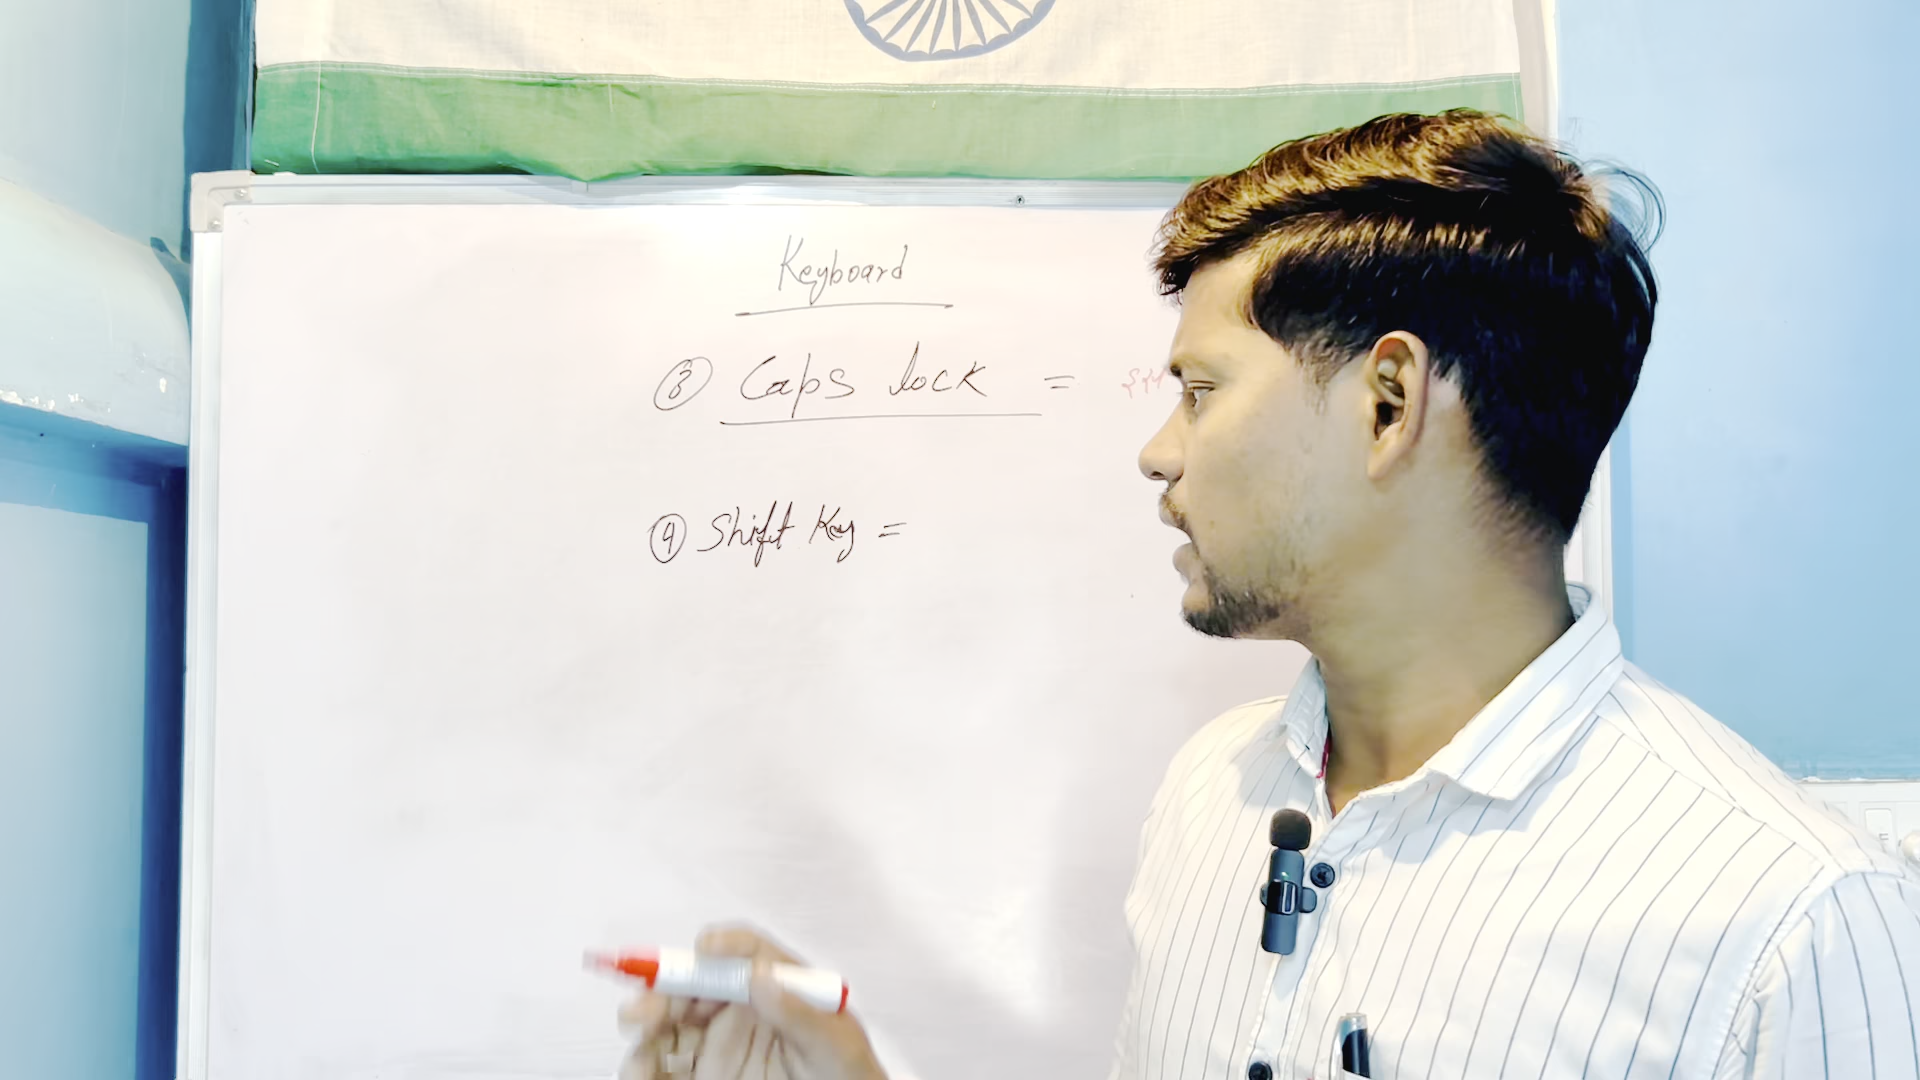 Keyboard
③ Caps lock =
④ Shift Key =